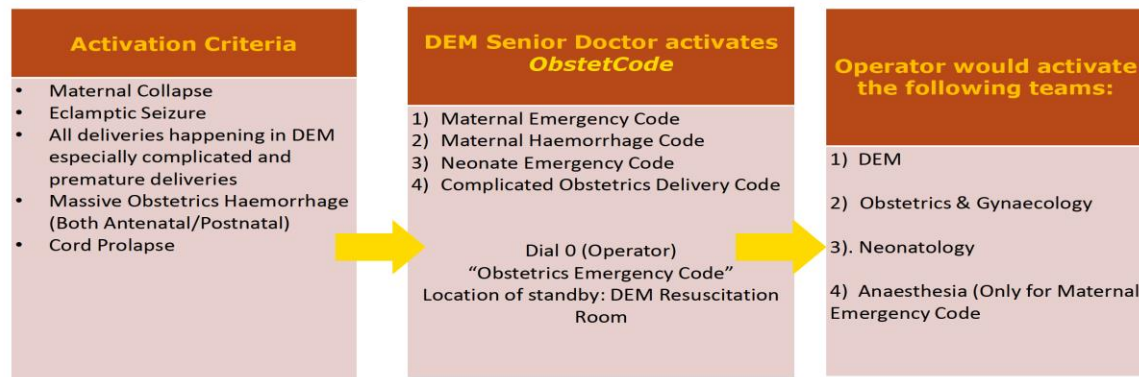 Activation Criteria
• Maternal Collapse
• Eclamptic Seizure
• All deliveries happening in DEM
especially complicated and
premature deliveries
• Massive Obstetrics Haemorrhage
(Both Antenatal/Postnatal)
• Cord Prolapse
DEM Senior Doctor activates
ObstetCode
1) Maternal Emergency Code
2) Maternal Haemorrhage Code
3) Neonate Emergency Code
4) Complicated Obstetrics Delivery Code
Dial 0 (Operator)
“Obstetrics Emergency Code”
Location of standby: DEM Resuscitation
Room
Operator would activate
the following teams:
1) DEM
2) Obstetrics & Gynaecology
3). Neonatology
4) Anaesthesia (Only for Maternal
Emergency Code